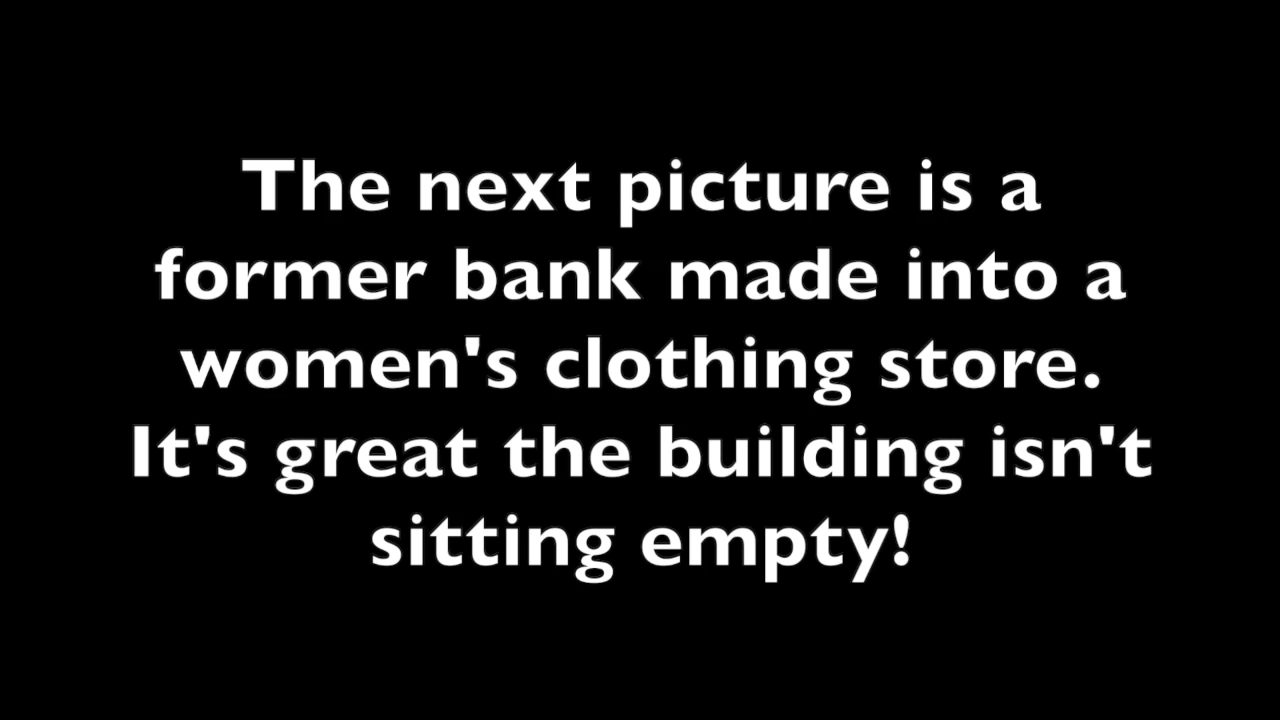 The next picture is a
former bank made into a
women's clothing store.
It's great the building isn't
sitting empty!